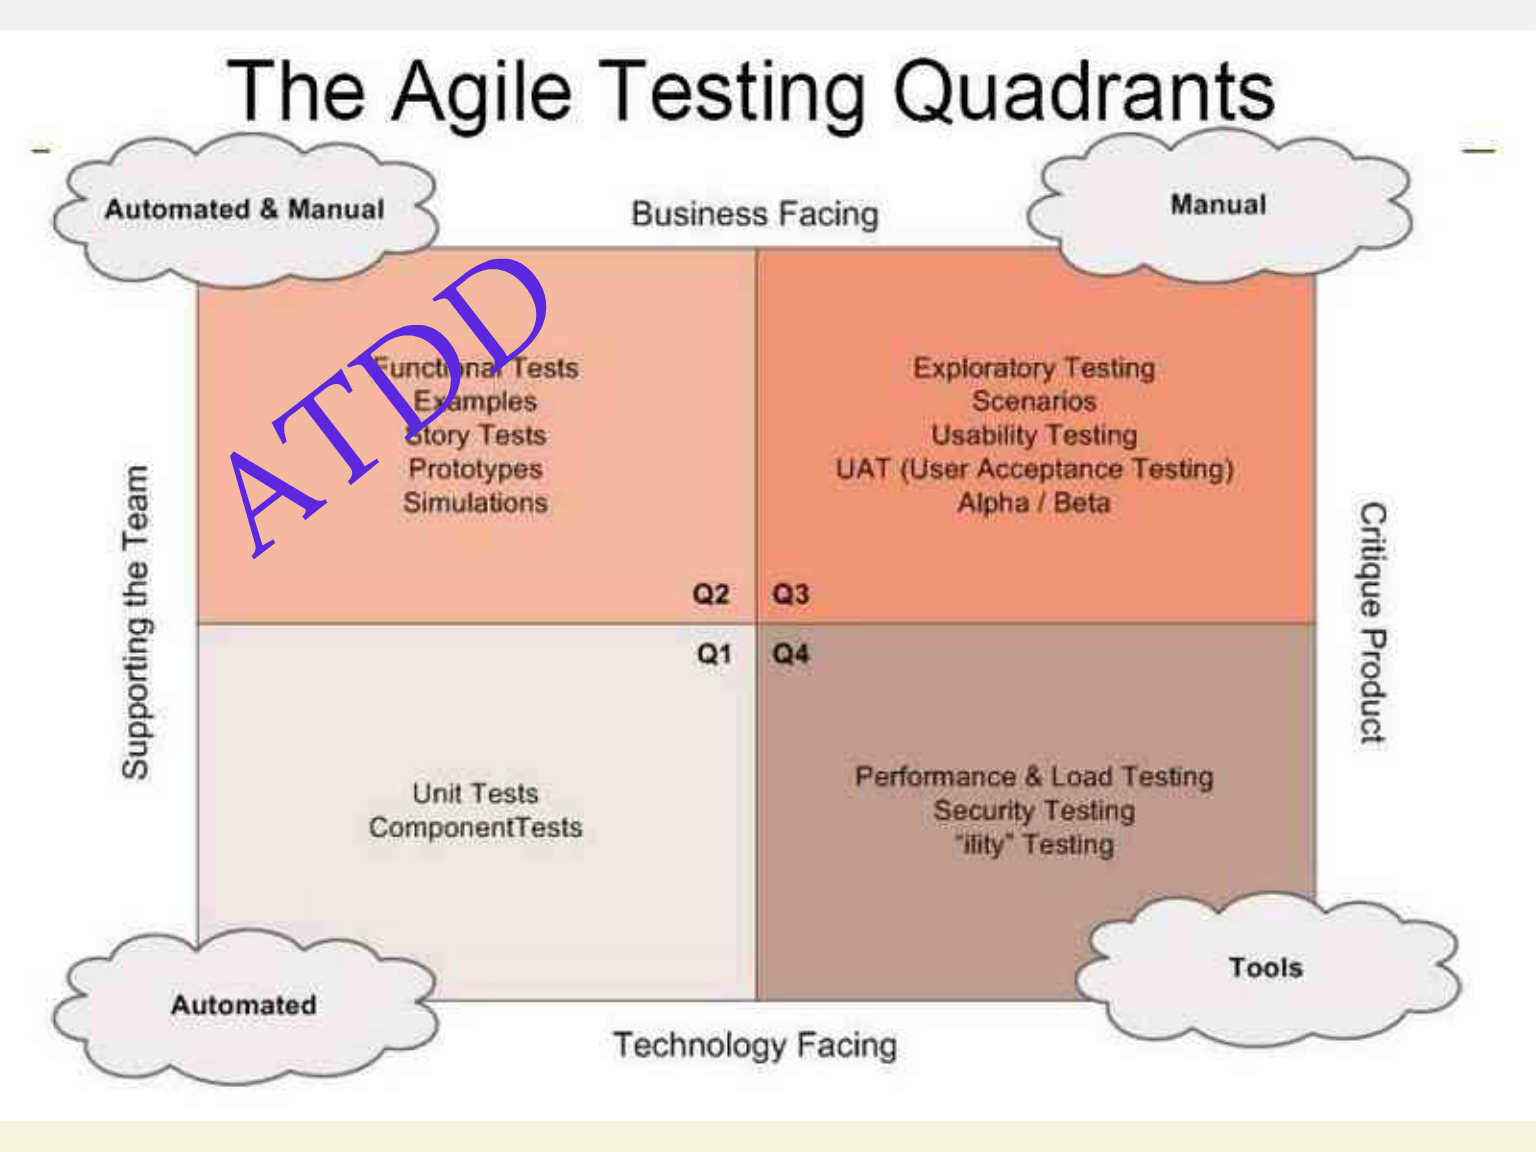 The Agile Testing Quadrants
Automated & Manual
Manual
Business Facing
ATDD
Functional Tests
Examples
Story Tests
Prototypes
Simulations
Q2
Exploratory Testing
Scenarios
Usability Testing
UAT (User Acceptance Testing)
Alpha / Beta
Q3
Supporting the Team
Critique Product
Q1
Unit Tests
ComponentTests
Q4
Performance & Load Testing
Security Testing
“ility” Testing
Automated
Tools
Technology Facing